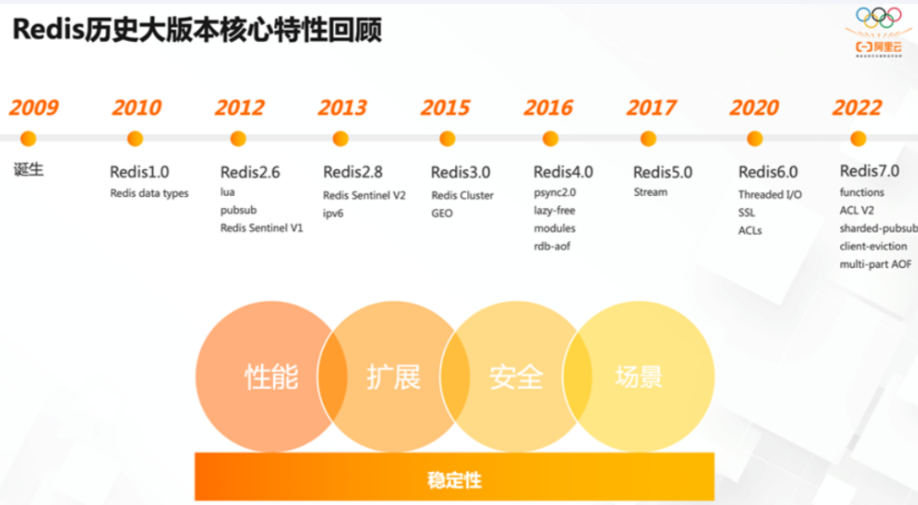 Redis历史大版本核心特性回顾
阿里云
2009
2010
2012
2013
2015
2016
2017
2020
2022
诞生
Redis1.0
Redis data types
Redis2.6
lua
pubsub
Redis Sentinel V1
Redis2.8
Redis Sentinel V2
ipv6
Redis3.0
Redis Cluster
GEO
Redis4.0
psync2.0
lazy-free
modules
rdb-aof
Redis5.0
Stream
Redis6.0
Threaded I/O
SSL
ACLs
Redis7.0
functions
ACL V2
sharded-pubsub
client-eviction
multi-part AOF
性能
扩展
安全
场景
稳定性